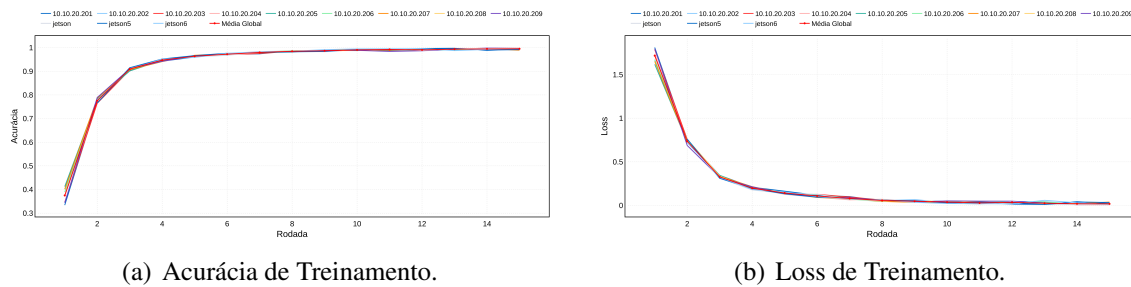 10.10.20.201 10.10.20.202 10.10.20.203 10.10.20.204 10.10.20.205 10.10.20.206 10.10.20.207 10.10.20.208 10.10.20.209
jetson jetson5 jetson6 Média Global
1
0.9
0.8
0.7
0.6
0.5
0.4
0.3
Acurácia
2 4 6 8 10 12 14
Rodada
(a) Acurácia de Treinamento.
10.10.20.201 10.10.20.202 10.10.20.203 10.10.20.204 10.10.20.205 10.10.20.206 10.10.20.207 10.10.20.208 10.10.20.209
jetson jetson5 jetson6 Média Global
1.5
1
0.5
0
Loss
2 4 6 8 10 12 14
Rodada
(b) Loss de Treinamento.